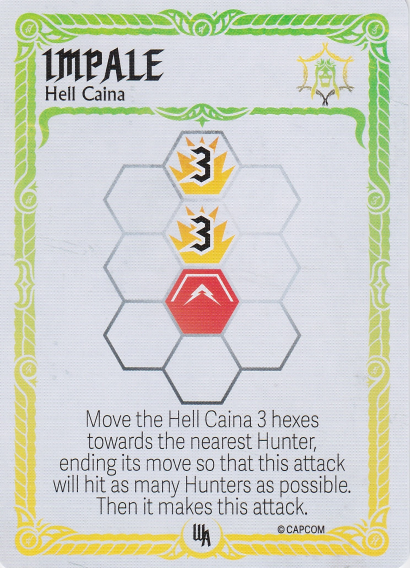 IMPALE
Hell Caina
3
3
Move the Hell Caina 3 hexes
towards the nearest Hunter,
ending its move so that this attack
will hit as many Hunters as possible.
Then it makes this attack.
© CAPCOM